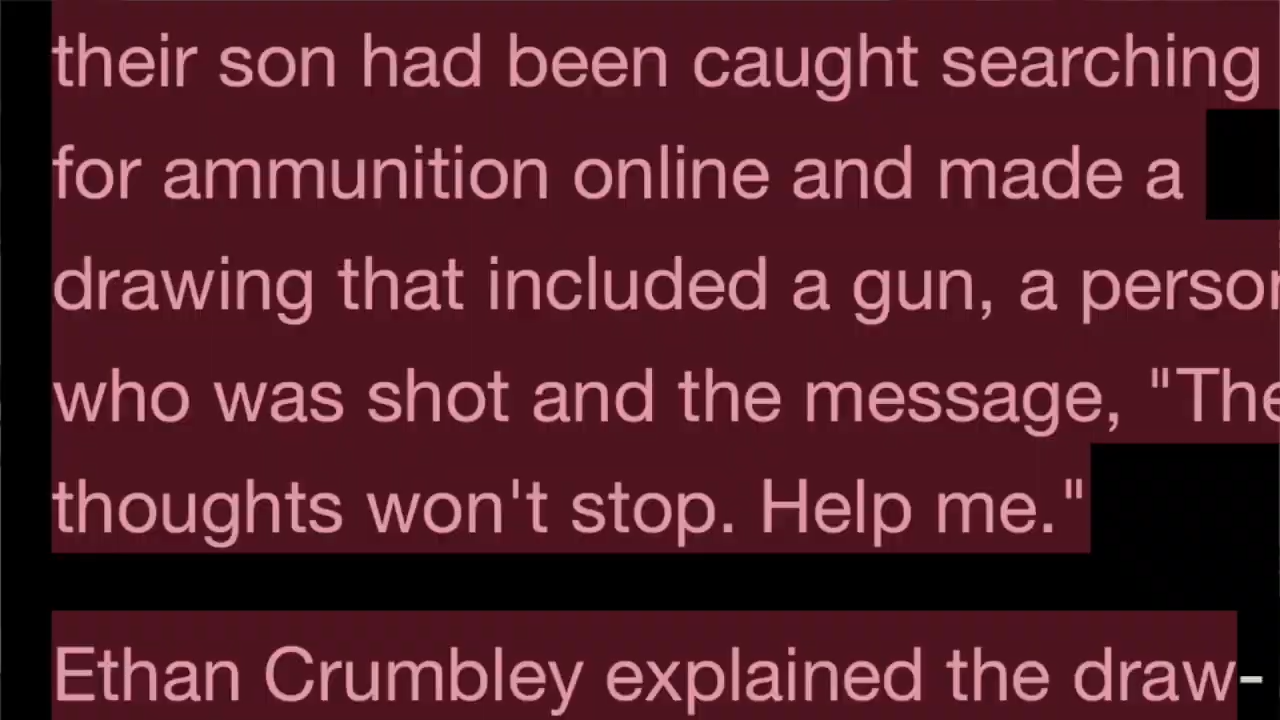 their son had been caught searching
for ammunition online and made a
drawing that included a gun, a person
who was shot and the message, "The
thoughts won't stop. Help me."
Ethan Crumbley explained the draw-